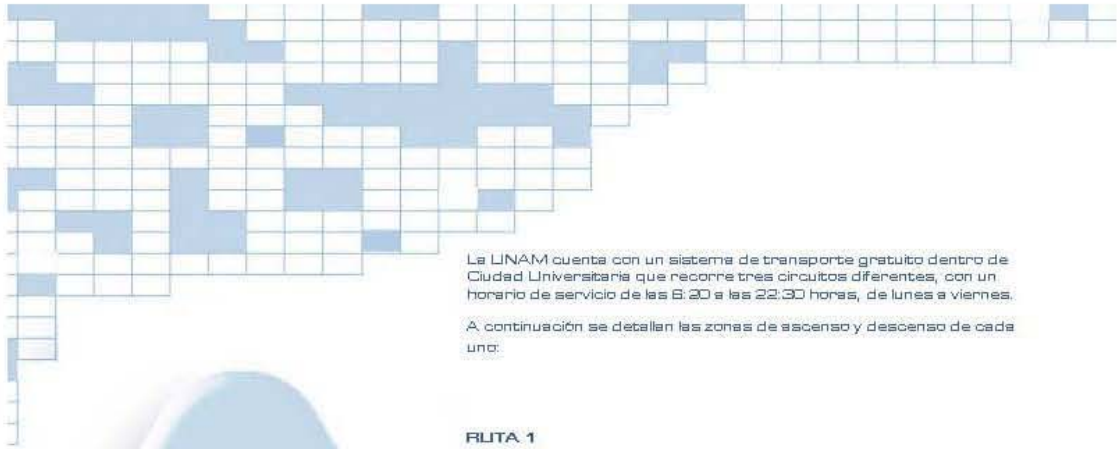 La UNAM cuenta con un sistema de transporte gratuito dentro de
Ciudad Universitaria que recorre tres circuitos diferentes, con un
horario de servicio de las 6:20 a las 22:30 horas, de lunes a viernes.
A continuación se detallan las zonas de ascenso y descenso de cada
uno:
RUTA 1